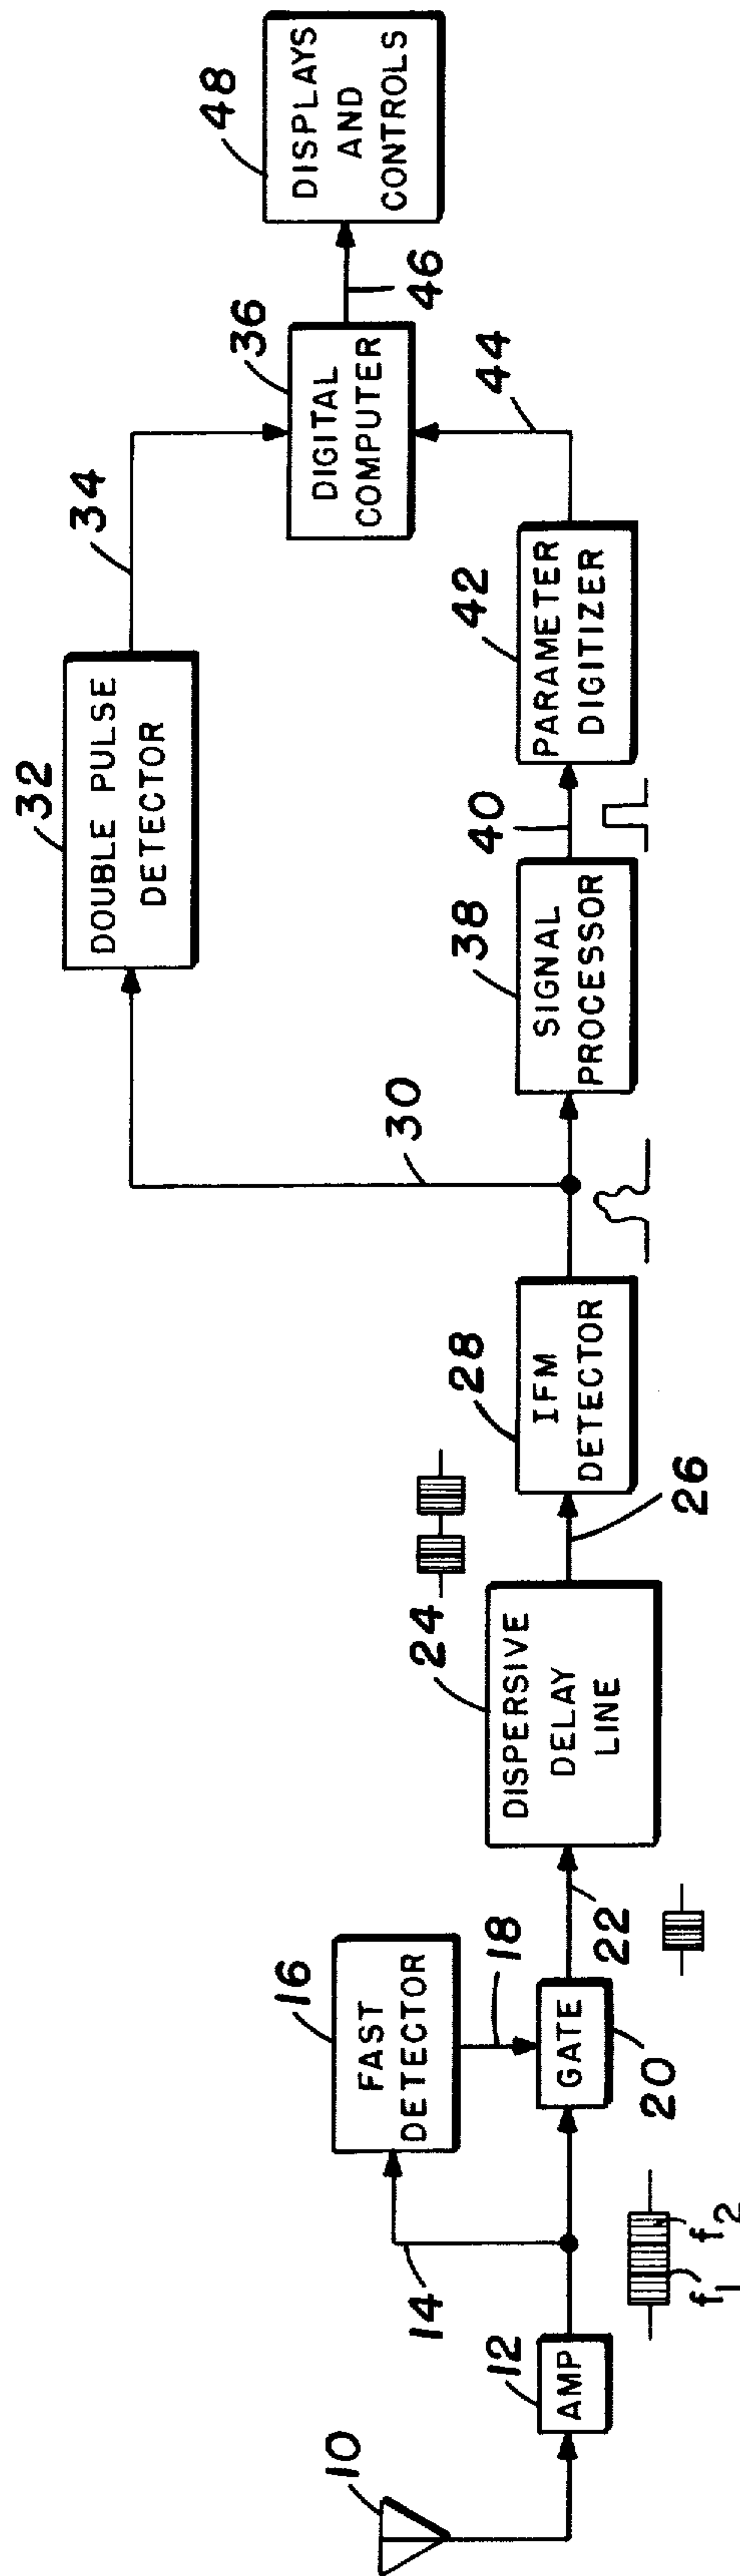 10
12
AMP
14
16
FAST
DETECTOR
18
GATE
20
22
f1
f2
24
DISPERSIVE
DELAY
LINE
26
28
IFM
DETECTOR
30
32
DOUBLE PULSE
DETECTOR
34
36
DIGITAL
COMPUTER
38
SIGNAL
PROCESSOR
40
42
PARAMETER
DIGITIZER
44
46
48
DISPLAYS
AND
CONTROLS